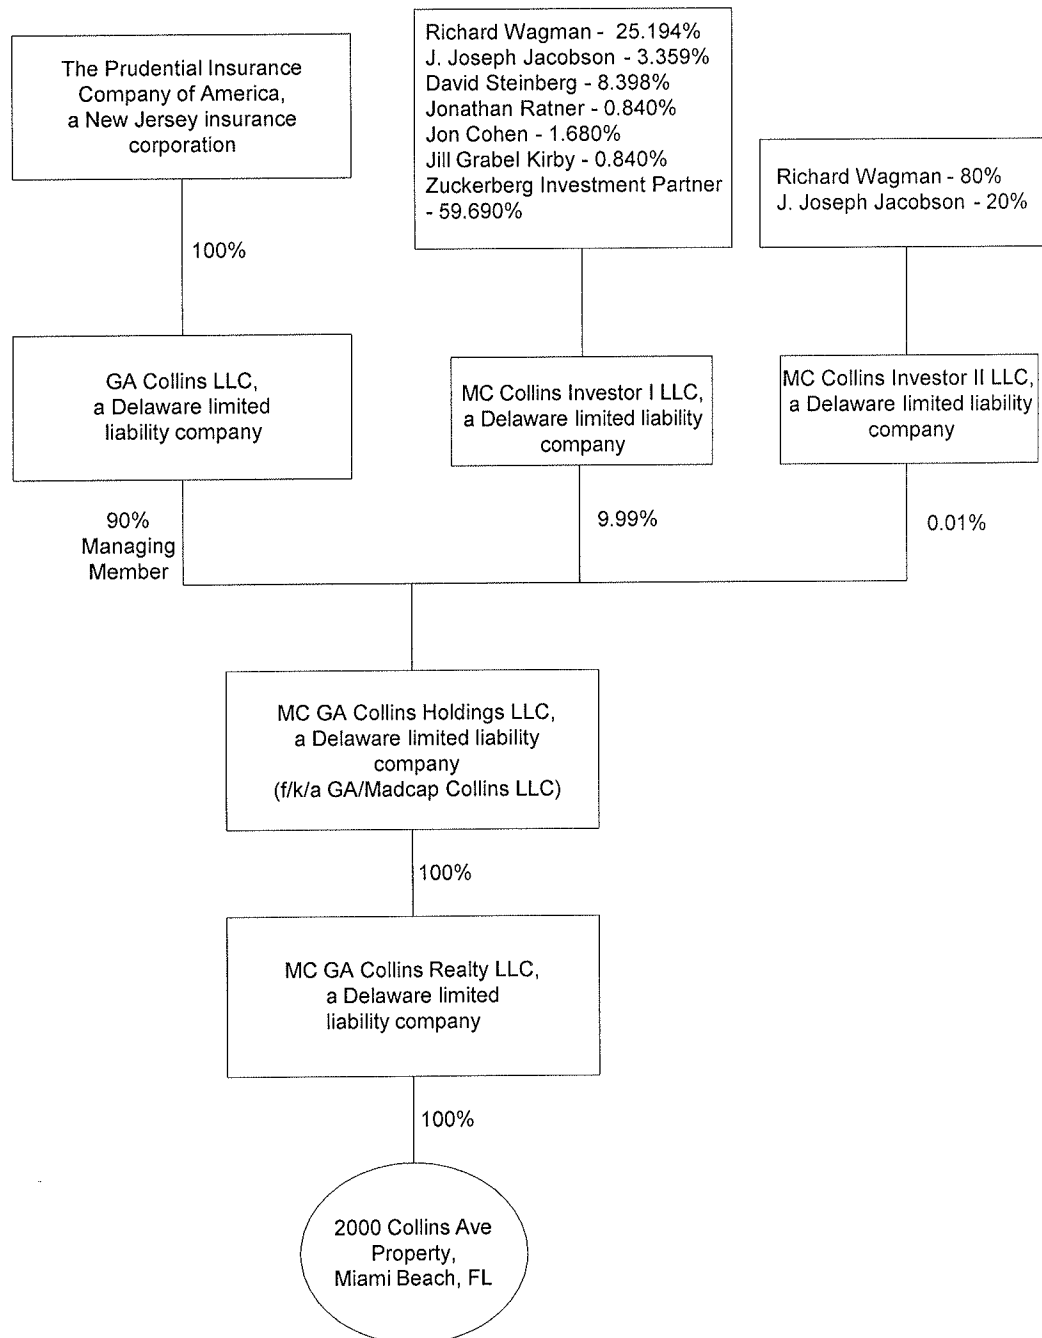 The Prudential Insurance
Company of America,
a New Jersey insurance
corporation
Richard Wagman - 25.194%
J. Joseph Jacobson - 3.359%
David Steinberg - 8.398%
Jonathan Ratner - 0.840%
Jon Cohen - 1.680%
Jill Grabel Kirby - 0.840%
Zuckerberg Investment Partner
- 59.690%
Richard Wagman - 80%
J. Joseph Jacobson - 20%
100%
GA Collins LLC,
a Delaware limited
liability company
MC Collins Investor I LLC,
a Delaware limited liability
company
MC Collins Investor II LLC,
a Delaware limited liability
company
90%
Managing
Member
9.99%
0.01%
MC GA Collins Holdings LLC,
a Delaware limited liability
company
(f/k/a GA/Madcap Collins LLC)
100%
MC GA Collins Realty LLC,
a Delaware limited
liability company
100%
2000 Collins Ave
Property,
Miami Beach, FL